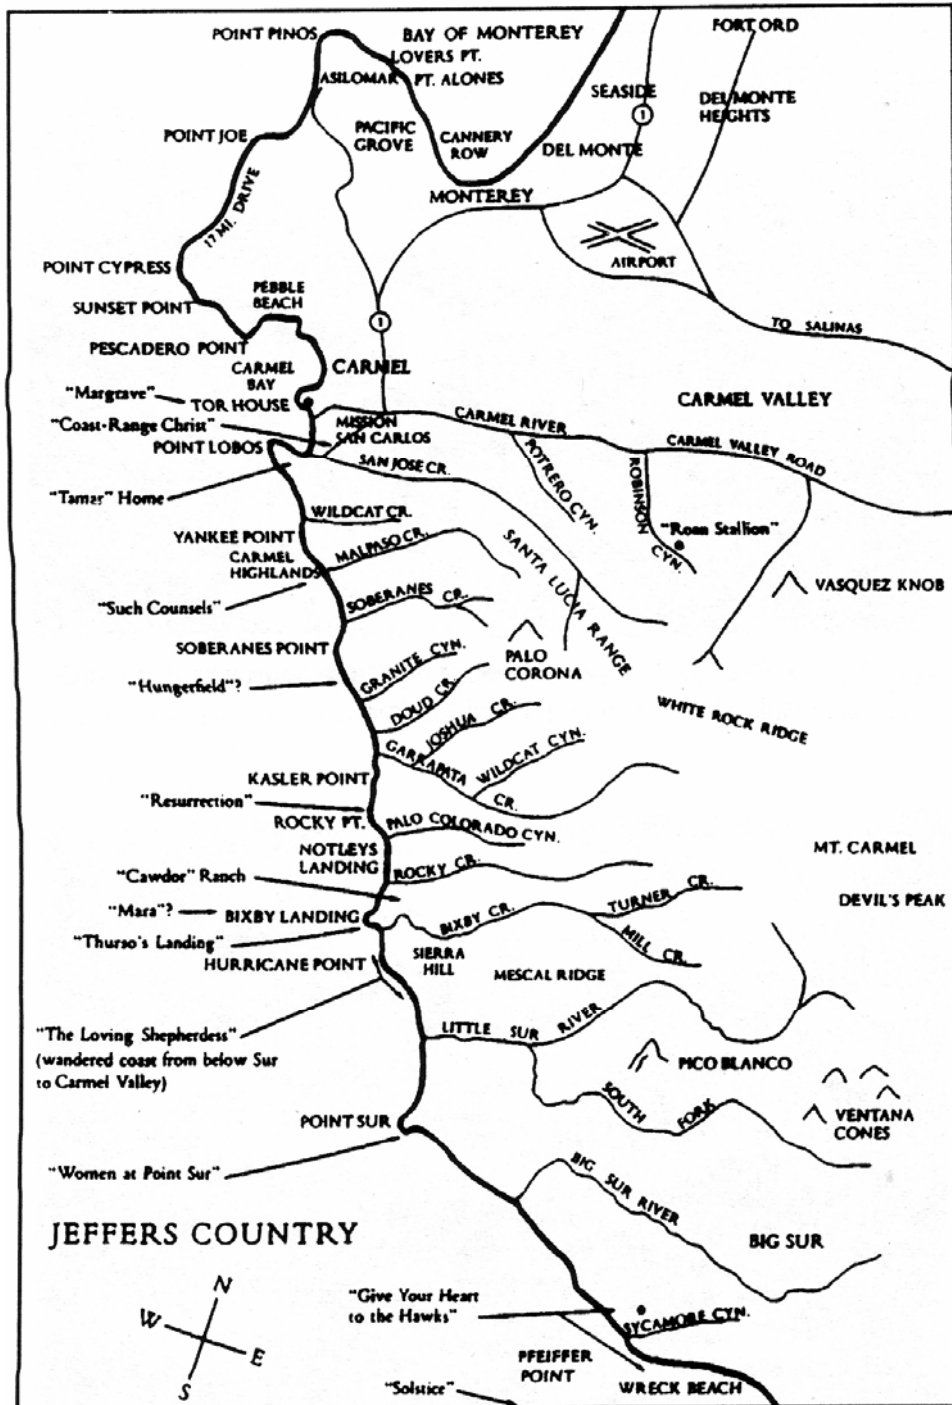 POINT PINOS
BAY OF MONTEREY
LOVERS PT.
FORT ORD
ASILOMAR
PT. ALONES
SEASIDE
DEL MONTE
HEIGHTS
1
POINT JOE
PACIFIC
GROVE
CANNERY
ROW
DEL MONTE
MONTEREY
17 MI. DRIVE
AIRPORT
POINT CYPRESS
PEBBLE
BEACH
SUNSET POINT
1
TO SALINAS
PESCADERO POINT
CARMEL
BAY
CARMEL
"Margrave"
TOR HOUSE
CARMEL VALLEY
"Coast-Range Christ"
MISSION
SAN CARLOS
CARMEL RIVER
CARMEL VALLEY ROAD
POINT LOBOS
SAN JOSE CR.
POTRERO CYN.
ROBINSON CYN.
"Tamar" Home
WILDCAT CR.
"Roan Stallion"
YANKEE POINT
CARMEL
HIGHLANDS
MALPASO CR.
SANTA LUCIA RANGE
VASQUEZ KNOB
"Such Counsels"
SOBERANES CR.
SOBERANES POINT
PALO
CORONA
"Hungerfield"?
GRANITE CYN.
DOUD CR.
JOSHUA CR.
WHITE ROCK RIDGE
GARRAPATA CR.
WILDCAT CYN.
KASLER POINT
"Resurrection"
ROCKY PT.
PALO COLORADO CYN.
NOTLEYS
LANDING
MT. CARMEL
"Cawdor" Ranch
ROCKY CR.
DEVIL'S PEAK
"Mara"?
BIXBY LANDING
BIXBY CR.
TURNER CR.
MILL CR.
"Thurso's Landing"
HURRICANE POINT
SIERRA
HILL
MESCAL RIDGE
"The Loving Shepherdess"
(wandered coast from below Sur
to Carmel Valley)
LITTLE SUR RIVER
PICO BLANCO
SOUTH FORK
VENTANA
CONES
POINT SUR
"Women at Point Sur"
BIG SUR RIVER
JEFFERS COUNTRY
BIG SUR
N
W
E
S
"Give Your Heart
to the Hawks"
SYCAMORE CYN.
PFEIFFER
POINT
WRECK BEACH
"Solstice"